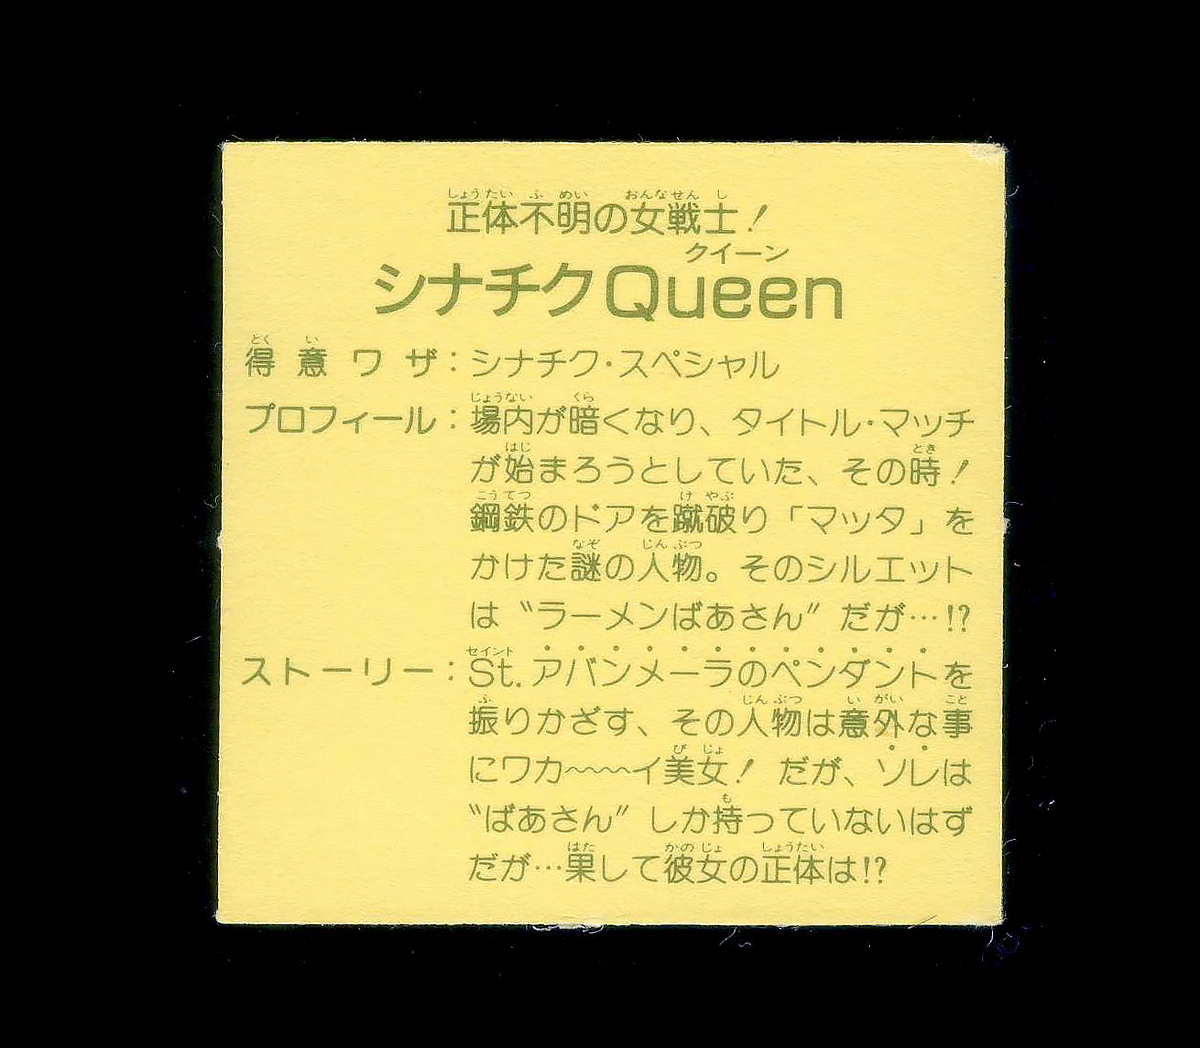 正体不明の女戦士!
シナチクQueen
得意ワザ:シナチク・スペシャル
プロフィール:場内が暗くなり、タイトル・マッチ
が始まろうとしていた、その時!
鋼鉄のドアを蹴破り「マッタ」を
かけた謎の人物。そのシルエット
は“ラーメンばあさん”だが…!?
ストーリー:St.アバンメーラのペンダントを
振りかざす、その人物は意外な事
にワカ〜〜〜イ美女!だが、ソレは
“ばあさん”しか持っていないはず
だが…果して彼女の正体は!?